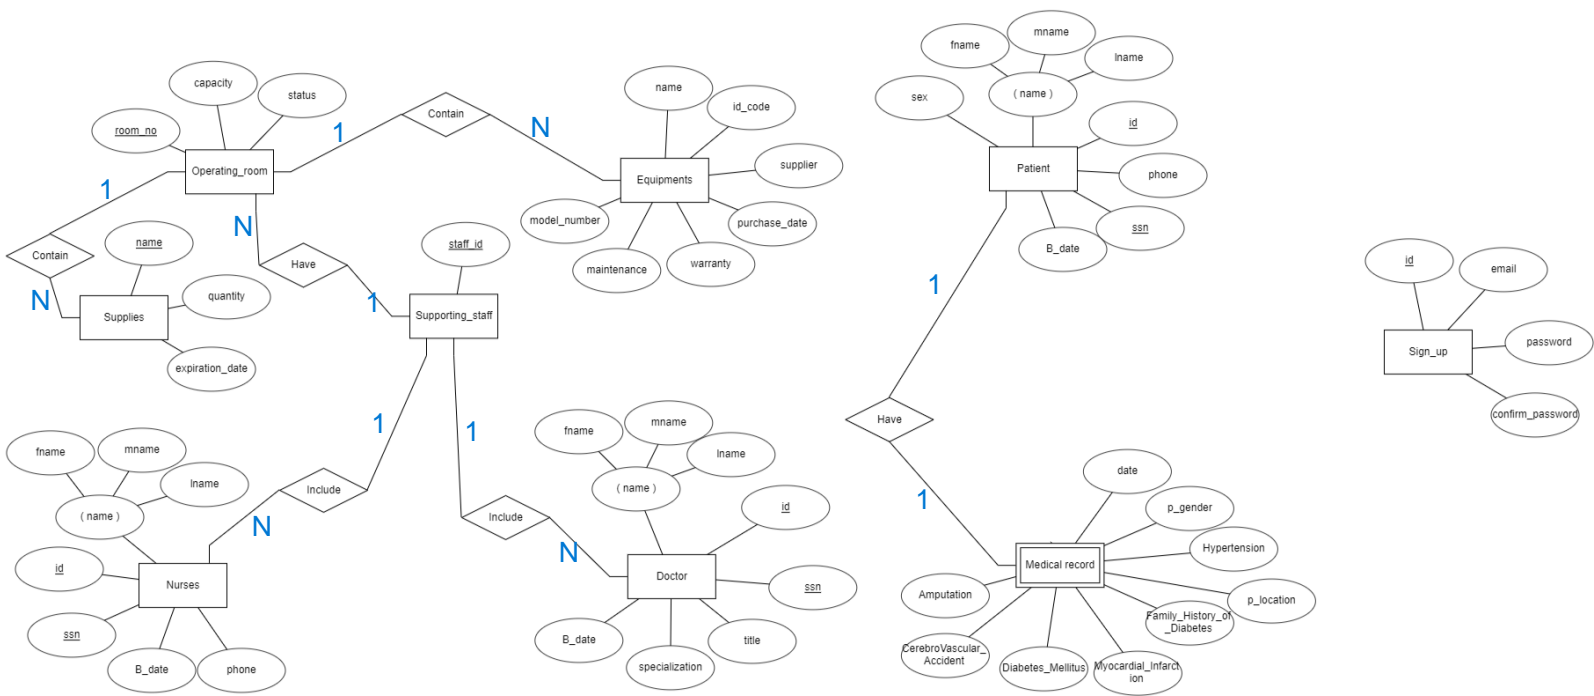 capacity
status
room_no
Operating_room
1
Contain
N
name
id_code
supplier
Equipments
model_number
purchase_date
maintenance
warranty
1
Contain
N
name
quantity
Supplies
expiration_date
N
Have
1
staff_id
Supporting_staff
1
Include
N
1
Include
N
fname
mname
lname
( name )
id
Nurses
ssn
B_date
phone
fname
mname
lname
( name )
id
Doctor
ssn
B_date
title
specialization
fname
mname
lname
( name )
sex
id
Patient
phone
ssn
B_date
1
Have
1
date
p_gender
Hypertension
Medical record
Amputation
p_location
Family_History_of
_Diabetes
CerebroVascular_
Accident
Diabetes_Mellitus
Myocardial_Infarct
ion
id
email
Sign_up
password
confirm_password